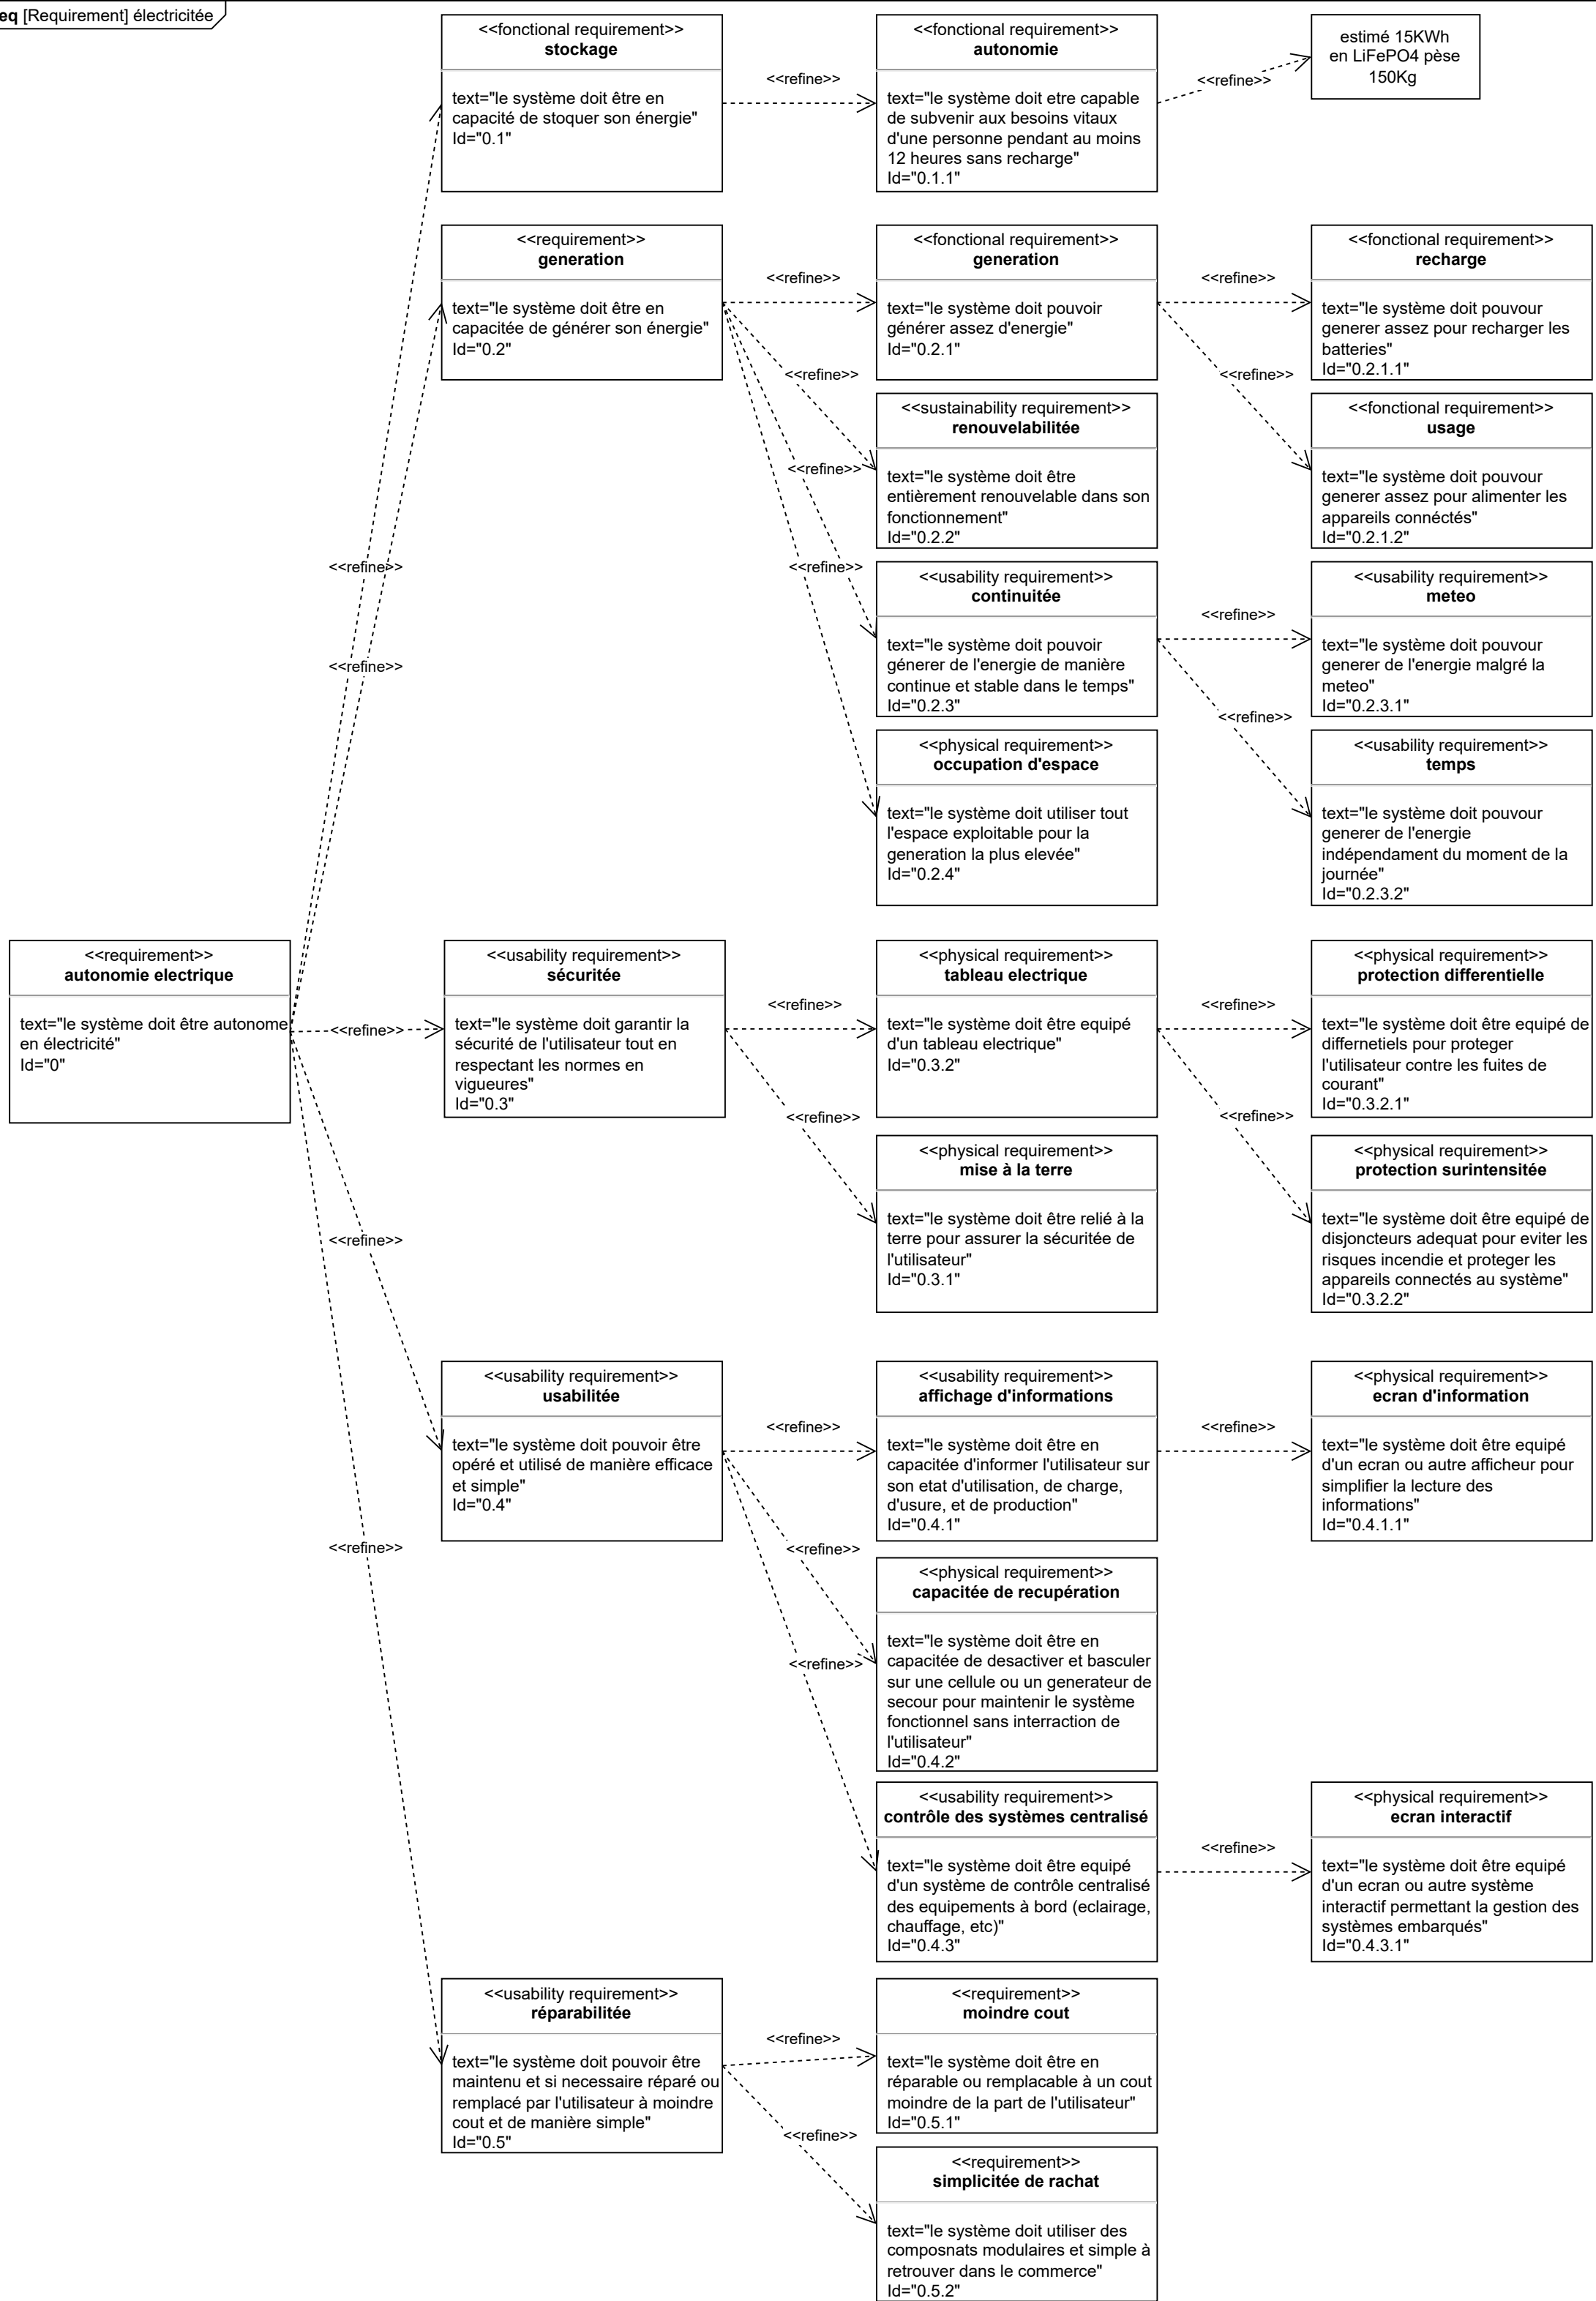 eq [Requirement] électricitée
<<fonctional requirement>>
stockage
text="le système doit être en
capacité de stoquer son énergie"
Id="0.1"
<<refine>>
<<fonctional requirement>>
autonomie
text="le système doit etre capable
de subvenir aux besoins vitaux
d'une personne pendant au moins
12 heures sans recharge"
Id="0.1.1"
<<refine>>
estimé 15KWh
en LiFePO4 pèse
150Kg
<<requirement>>
generation
text="le système doit être en
capacitée de générer son énergie"
Id="0.2"
<<refine>>
<<fonctional requirement>>
generation
text="le système doit pouvoir
générer assez d'energie"
Id="0.2.1"
<<refine>>
<<fonctional requirement>>
recharge
text="le système doit pouvour
generer assez pour recharger les
batteries"
Id="0.2.1.1"
<<refine>>
<<sustainability requirement>>
renouvelabilitée
text="le système doit être
entièrement renouvelable dans son
fonctionnement"
Id="0.2.2"
<<refine>>
<<fonctional requirement>>
usage
text="le système doit pouvour
generer assez pour alimenter les
appareils connéctés"
Id="0.2.1.2"
<<refine>>
<<usability requirement>>
continuitée
text="le système doit pouvoir
génerer de l'energie de manière
continue et stable dans le temps"
Id="0.2.3"
<<refine>>
<<usability requirement>>
meteo
text="le système doit pouvour
generer de l'energie malgré la
meteo"
Id="0.2.3.1"
<<refine>>
<<physical requirement>>
occupation d'espace
text="le système doit utiliser tout
l'espace exploitable pour la
generation la plus elevée"
Id="0.2.4"
<<refine>>
<<usability requirement>>
temps
text="le système doit pouvour
generer de l'energie
indépendament du moment de la
journée"
Id="0.2.3.2"
<<refine>>
<<refine>>
<<requirement>>
autonomie electrique
text="le système doit être autonome
en électricité"
Id="0"
<<refine>>
<<usability requirement>>
sécuritée
text="le système doit garantir la
sécurité de l'utilisateur tout en
respectant les normes en
vigueures"
Id="0.3"
<<refine>>
<<physical requirement>>
tableau electrique
text="le système doit être equipé
d'un tableau electrique"
Id="0.3.2"
<<refine>>
<<physical requirement>>
protection differentielle
text="le système doit être equipé de
differnetiels pour proteger
l'utilisateur contre les fuites de
courant"
Id="0.3.2.1"
<<refine>>
<<physical requirement>>
mise à la terre
text="le système doit être relié à la
terre pour assurer la sécuritée de
l'utilisateur"
Id="0.3.1"
<<refine>>
<<physical requirement>>
protection surintensitée
text="le système doit être equipé de
disjoncteurs adequat pour eviter les
risques incendie et proteger les
appareils connectés au système"
Id="0.3.2.2"
<<refine>>
<<usability requirement>>
usabilitée
text="le système doit pouvoir être
opéré et utilisé de manière efficace
et simple"
Id="0.4"
<<refine>>
<<usability requirement>>
affichage d'informations
text="le système doit être en
capacitée d'informer l'utilisateur sur
son etat d'utilisation, de charge,
d'usure, et de production"
Id="0.4.1"
<<refine>>
<<physical requirement>>
ecran d'information
text="le système doit être equipé
d'un ecran ou autre afficheur pour
simplifier la lecture des
informations"
Id="0.4.1.1"
<<refine>>
<<refine>>
<<physical requirement>>
capacitée de recupération
text="le système doit être en
capacitée de desactiver et basculer
sur une cellule ou un generateur de
secour pour maintenir le système
fonctionnel sans interraction de
l'utilisateur"
Id="0.4.2"
<<refine>>
<<usability requirement>>
contrôle des systèmes centralisé
text="le système doit être equipé
d'un système de contrôle centralisé
des equipements à bord (eclairage,
chauffage, etc)"
Id="0.4.3"
<<refine>>
<<physical requirement>>
ecran interactif
text="le système doit être equipé
d'un ecran ou autre système
interactif permettant la gestion des
systèmes embarqués"
Id="0.4.3.1"
<<usability requirement>>
réparabilitée
text="le système doit pouvoir être
maintenu et si necessaire réparé ou
remplacé par l'utilisateur à moindre
cout et de manière simple"
Id="0.5"
<<refine>>
<<requirement>>
moindre cout
text="le système doit être en
réparable ou remplacable à un cout
moindre de la part de l'utilisateur"
Id="0.5.1"
<<refine>>
<<requirement>>
simplicitée de rachat
text="le système doit utiliser des
composnats modulaires et simple à
retrouver dans le commerce"
Id="0.5.2"